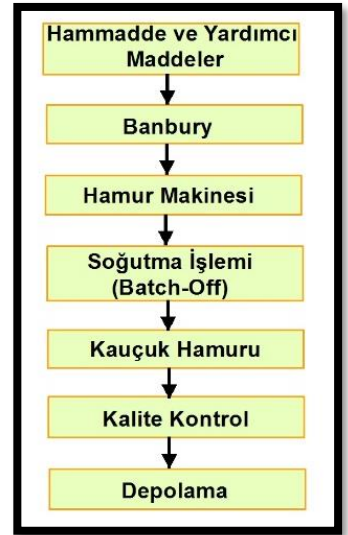 Hammadde ve Yardımcı
Maddeler
Banbury
Hamur Makinesi
Soğutma İşlemi
(Batch-Off)
Kauçuk Hamuru
Kalite Kontrol
Depolama